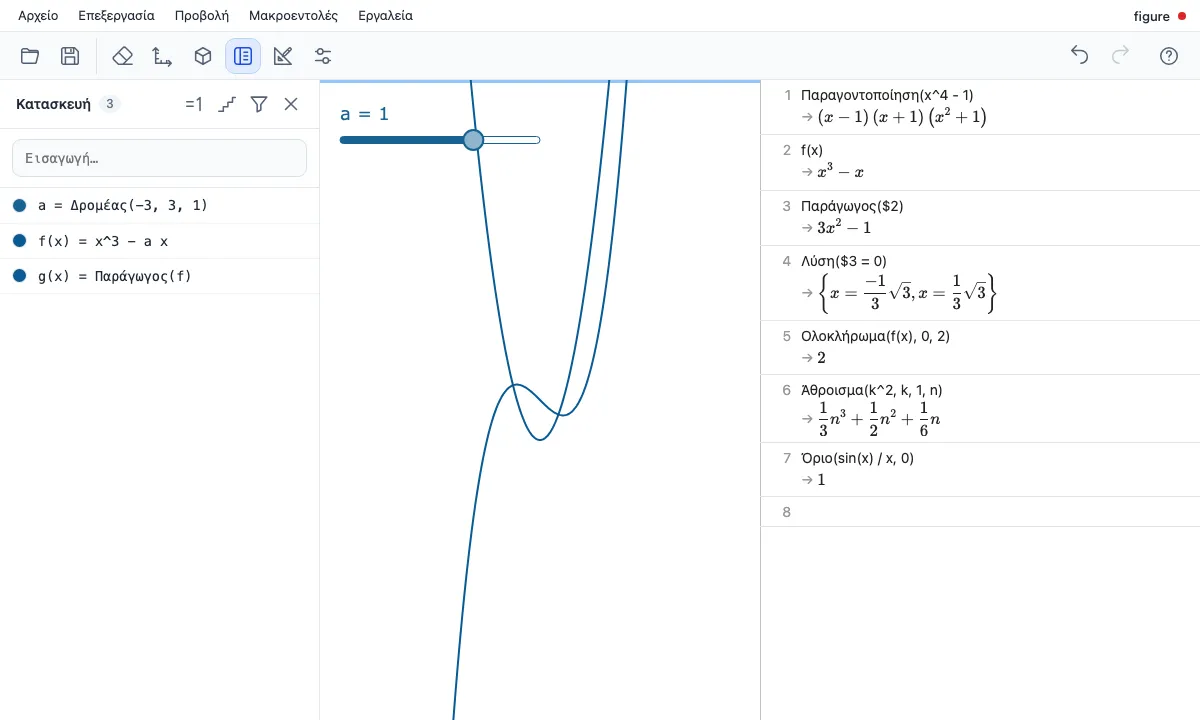 Αρχείο Επεξεργασία Προβολή Μακροεντολές Εργαλεία figure
Κατασκευή 3 =1
Εισαγωγή…
a = Δρομέας(−3, 3, 1)
f(x) = x^3 − a x
g(x) = Παράγωγος(f)
a = 1
1 Παραγοντοποίηση(x^4 - 1)
→ (x − 1) (x + 1) (x² + 1)
2 f(x)
→ x³ − x
3 Παράγωγος($2)
→ 3x² − 1
4 Λύση($3 = 0)
→ {x = −1/3 √3, x = 1/3 √3}
5 Ολοκλήρωμα(f(x), 0, 2)
→ 2
6 Άθροισμα(k^2, k, 1, n)
→ 1/3 n³ + 1/2 n² + 1/6 n
7 Όριο(sin(x) / x, 0)
→ 1
8